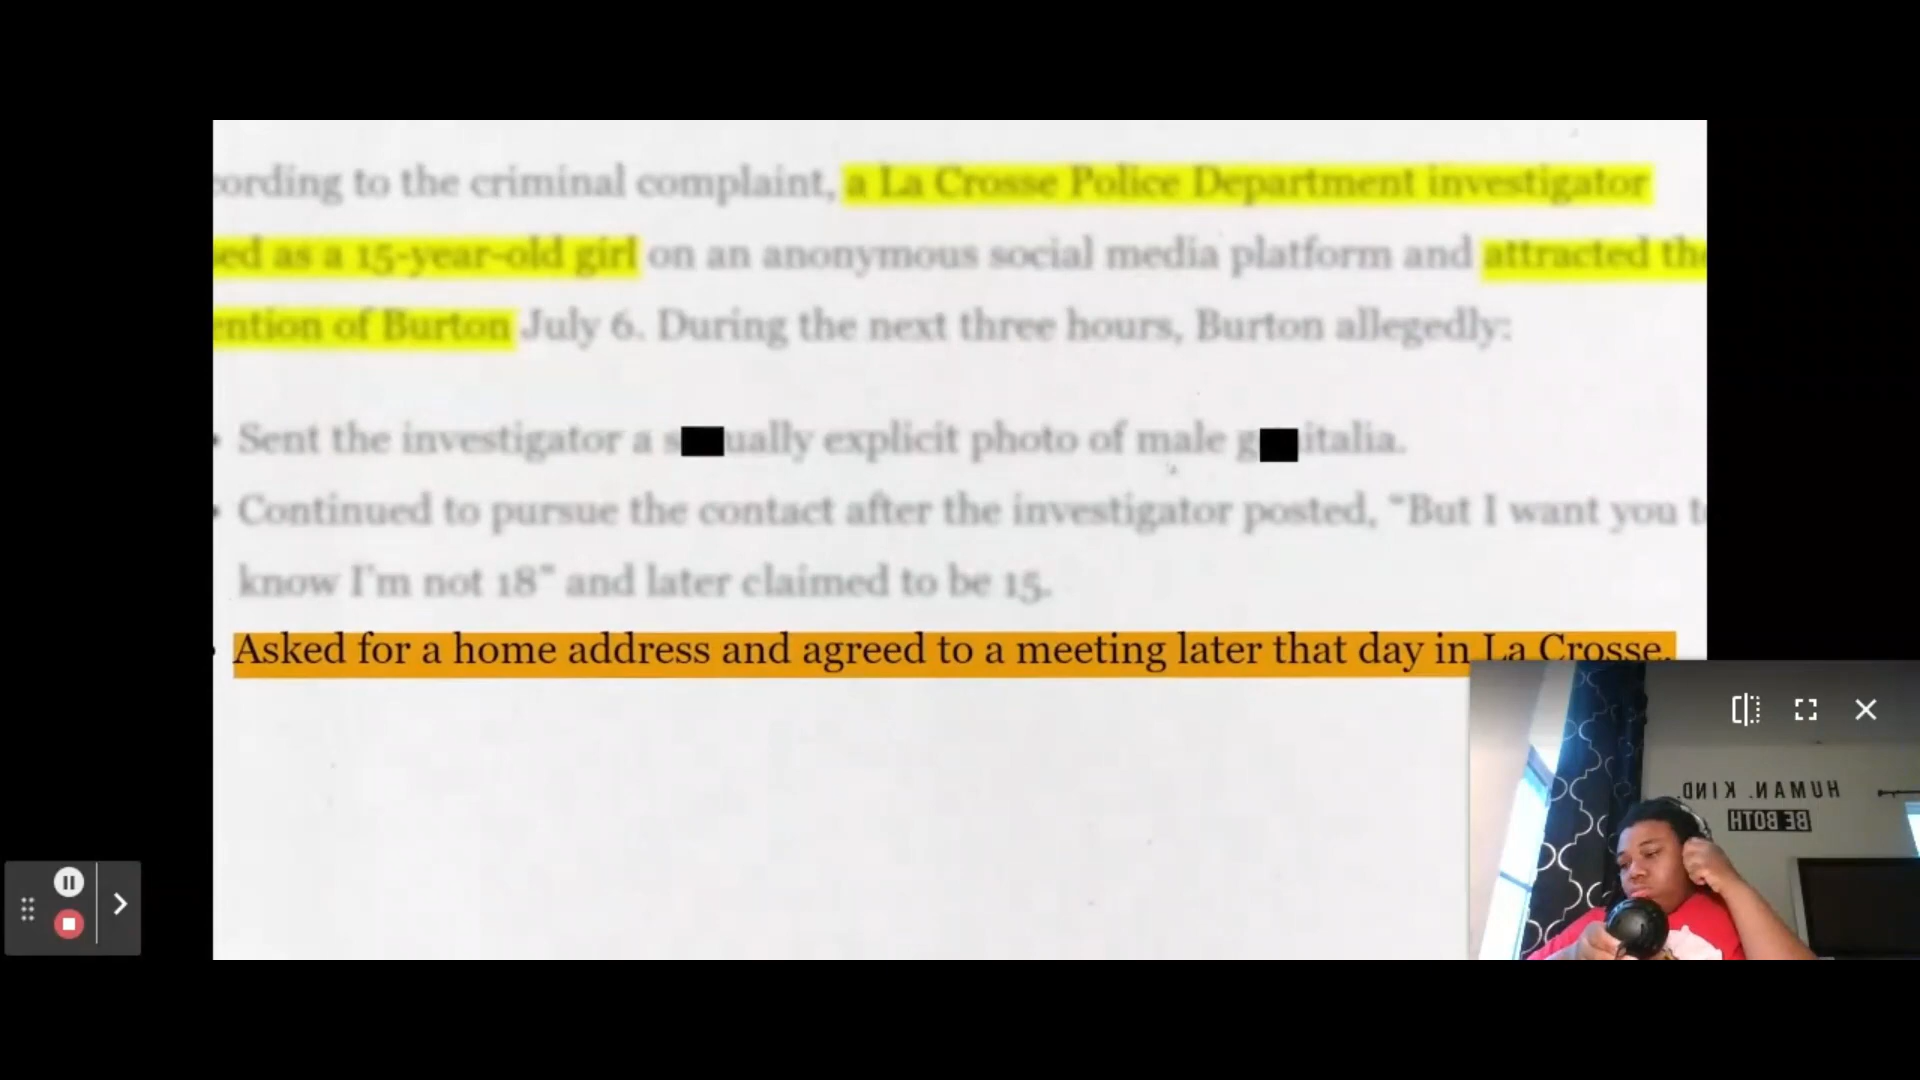 cording to the criminal complaint, a La Crosse Police Department investigator
ed as a 15-year-old girl on an anonymous social media platform and attracted the
ention of Burton July 6. During the next three hours, Burton allegedly:
• Sent the investigator a s ually explicit photo of male g italia.
• Continued to pursue the contact after the investigator posted, “But I want you to
know I'm not 18” and later claimed to be 15.
• Asked for a home address and agreed to a meeting later that day in La Crosse.
HUMAN. KIND.
BE BOTH